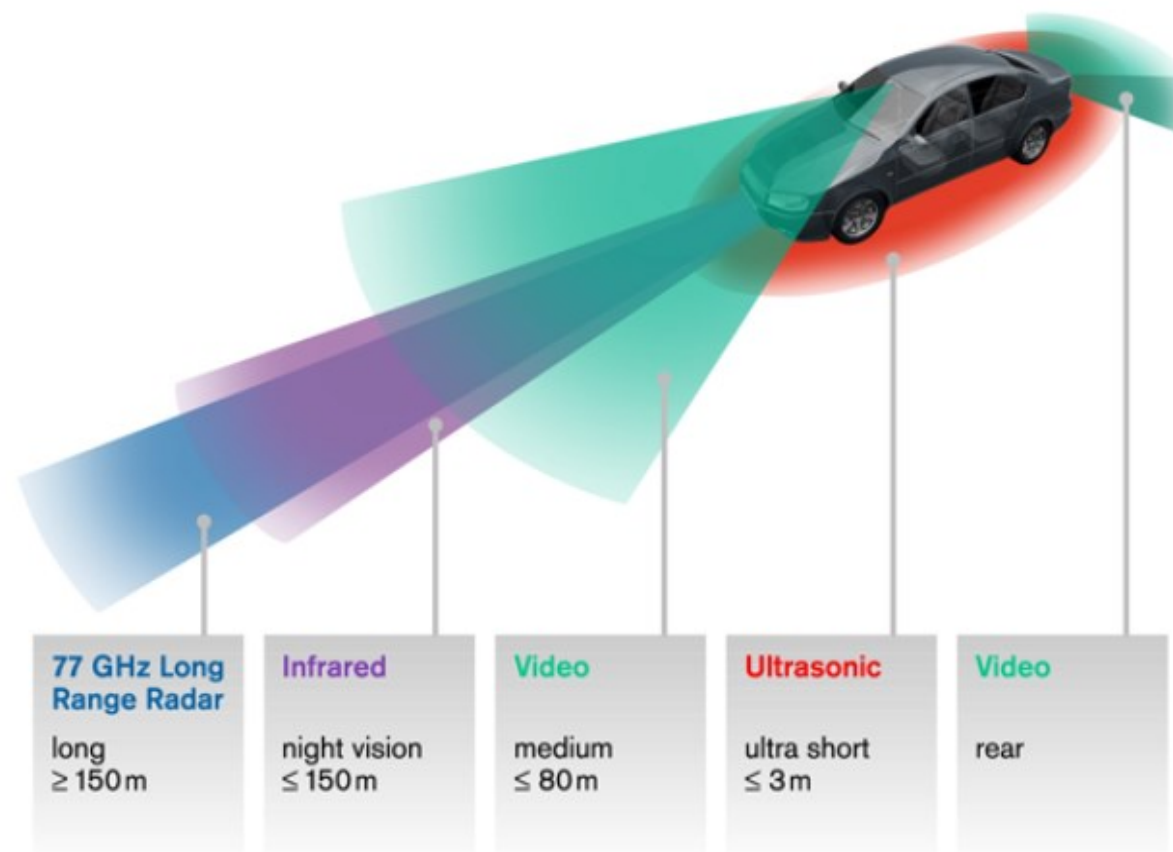 77 GHz Long
Range Radar
long
≥ 150 m
Infrared
night vision
≤ 150 m
Video
medium
≤ 80 m
Ultrasonic
ultra short
≤ 3 m
Video
rear